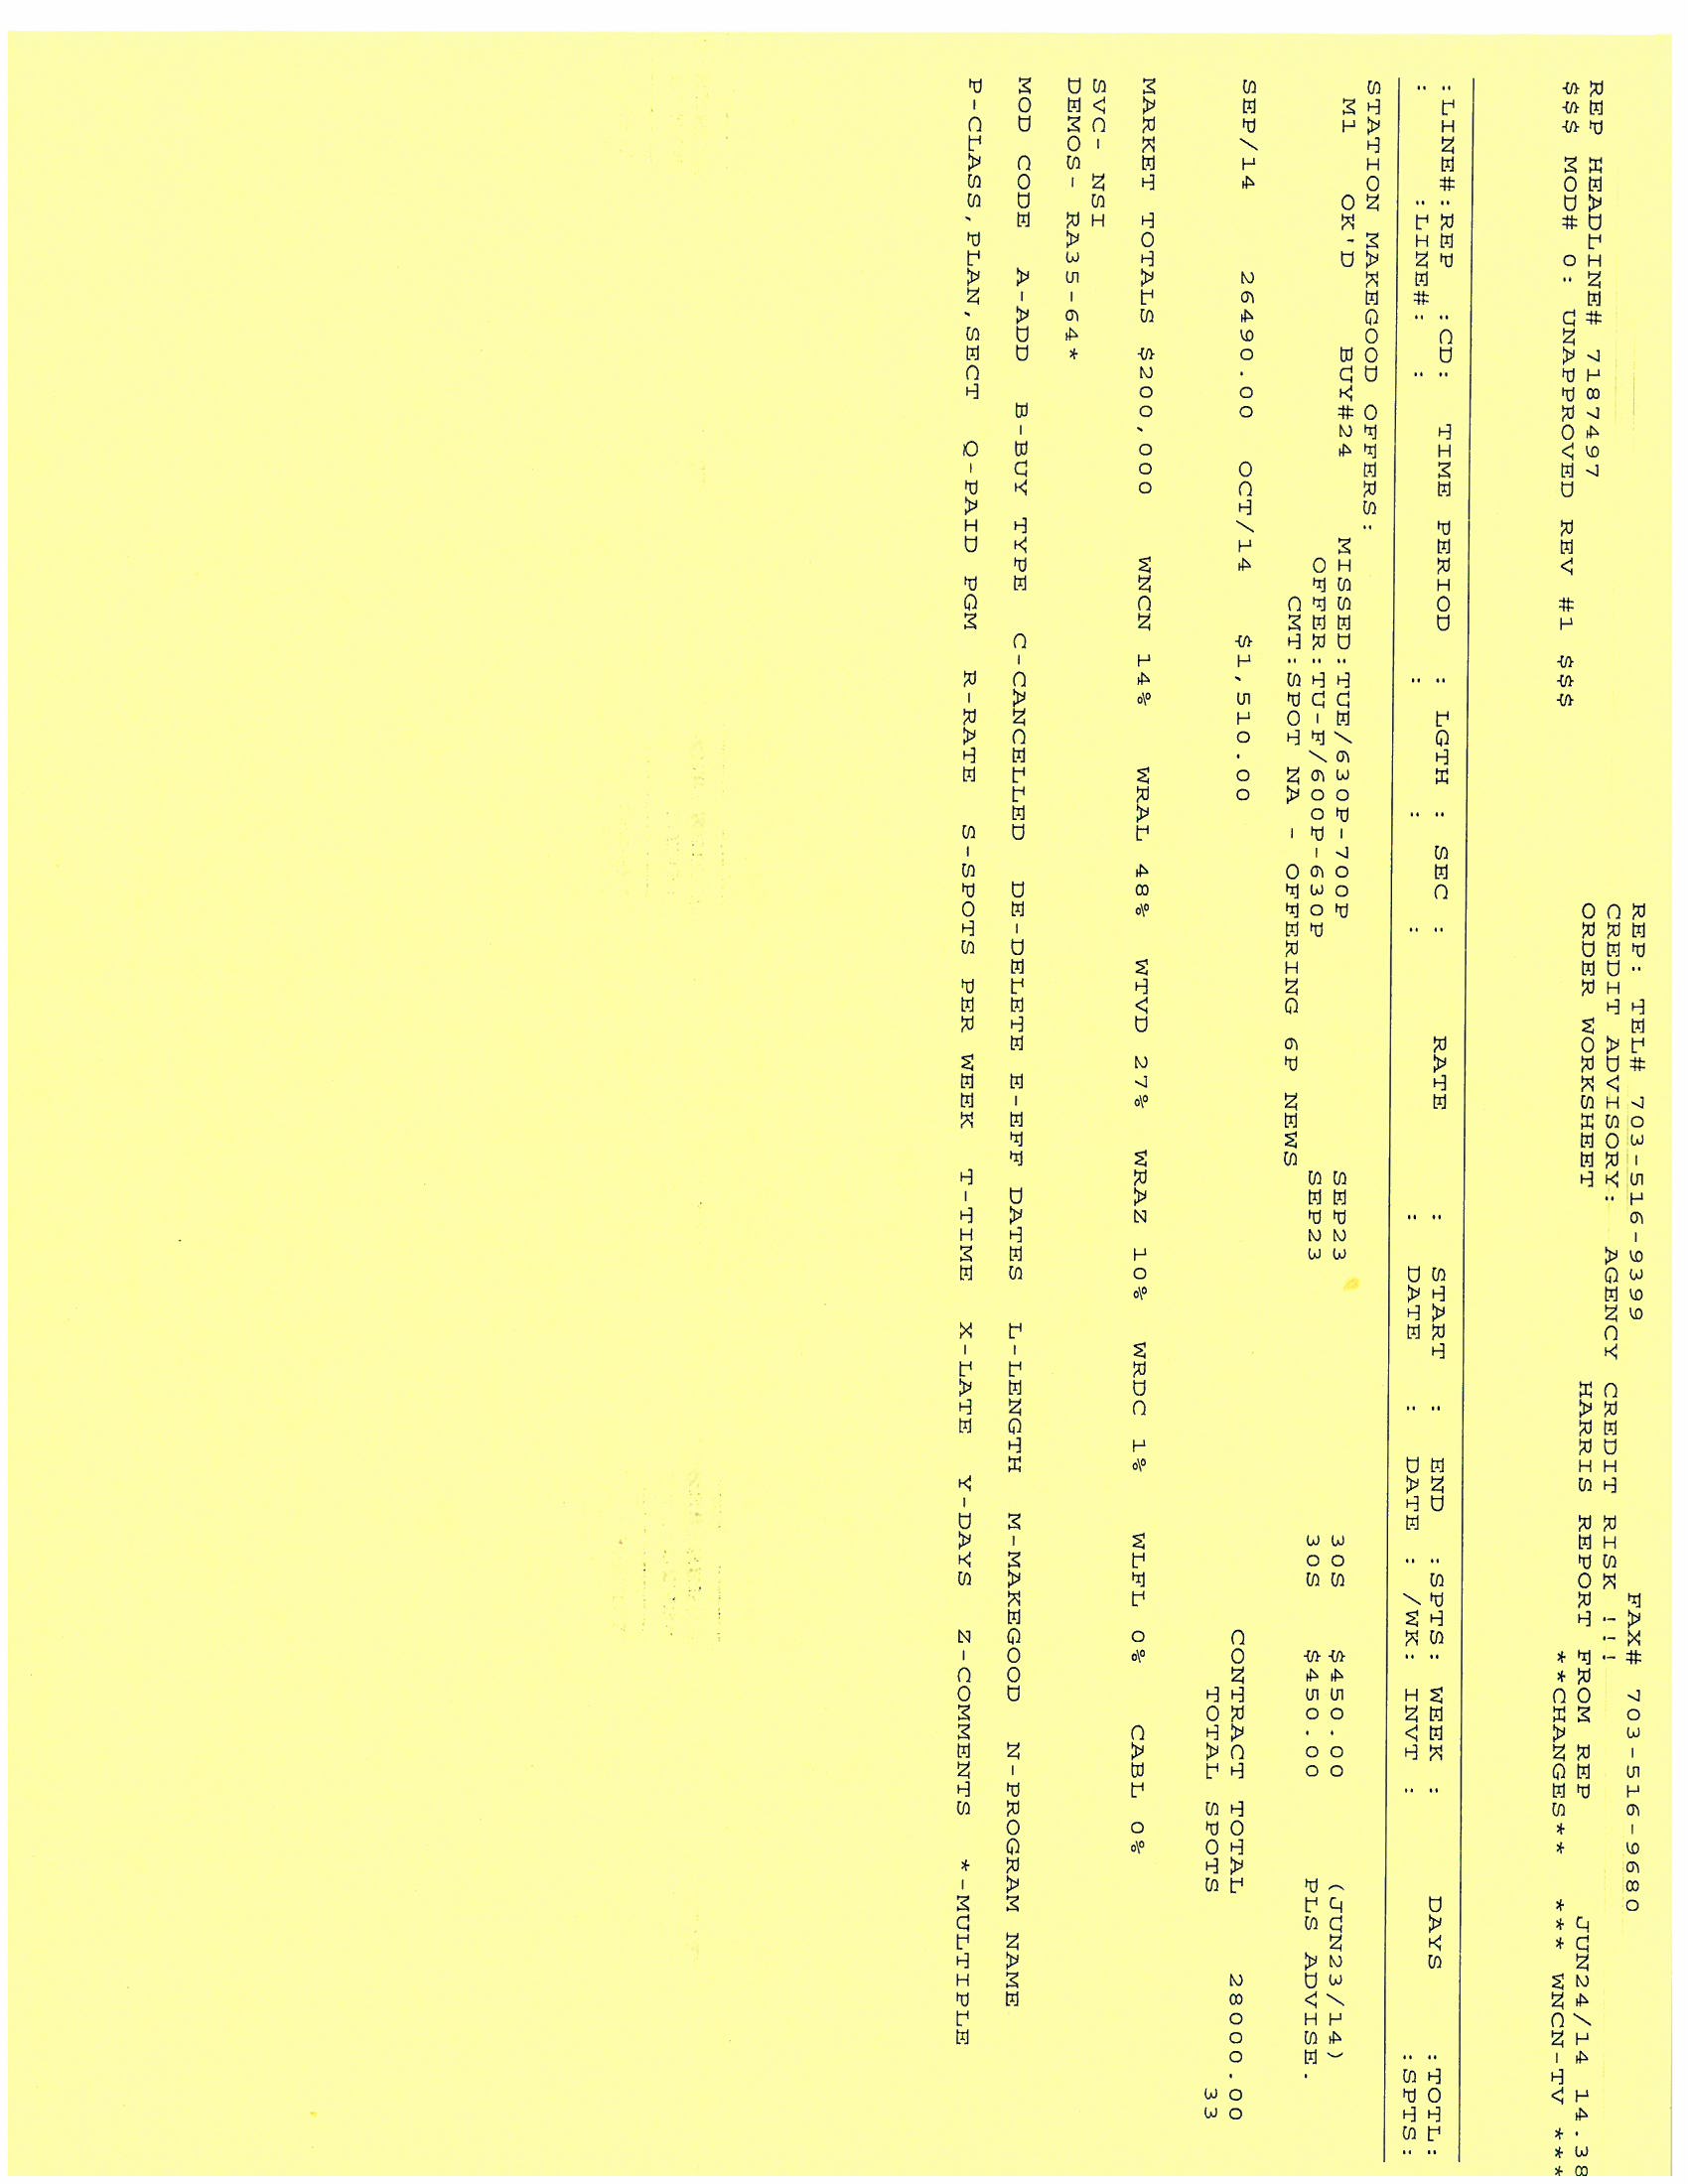 REP: TEL# 703-516-9399 FAX# 703-516-9680
CREDIT ADVISORY: AGENCY CREDIT RISK !!!
REP HEADLINE# 7187497 ORDER WORKSHEET HARRIS REPORT FROM REP JUN24/14 14.38
$$$ MOD# 0: UNAPPROVED REV #1 $$$ **CHANGES** *** WNCN-TV ***
:LINE#:REP :CD: TIME PERIOD : LGTH : SEC : RATE : START : END :SPTS: WEEK : DAYS :TOTL:
: :LINE#: : : : : : DATE : DATE : /WK: INVT : :SPTS:
STATION MAKEGOOD OFFERS:
M1 OK'D BUY#24 MISSED:TUE/630P-700P SEP23 30S $450.00 (JUN23/14)
OFFER:TU-F/600P-630P SEP23 30S $450.00 PLS ADVISE.
CMT:SPOT NA - OFFERING 6P NEWS
SEP/14 26490.00 OCT/14 $1,510.00 CONTRACT TOTAL 28000.00
TOTAL SPOTS 33
MARKET TOTALS $200,000 WNCN 14% WRAL 48% WTVD 27% WRAZ 10% WRDC 1% WLFL 0% CABL 0%
SVC- NSI
DEMOS- RA35-64*
MOD CODE A-ADD B-BUY TYPE C-CANCELLED DE-DELETE E-EFF DATES L-LENGTH M-MAKEGOOD N-PROGRAM NAME
P-CLASS,PLAN,SECT Q-PAID PGM R-RATE S-SPOTS PER WEEK T-TIME X-LATE Y-DAYS Z-COMMENTS *-MULTIPLE